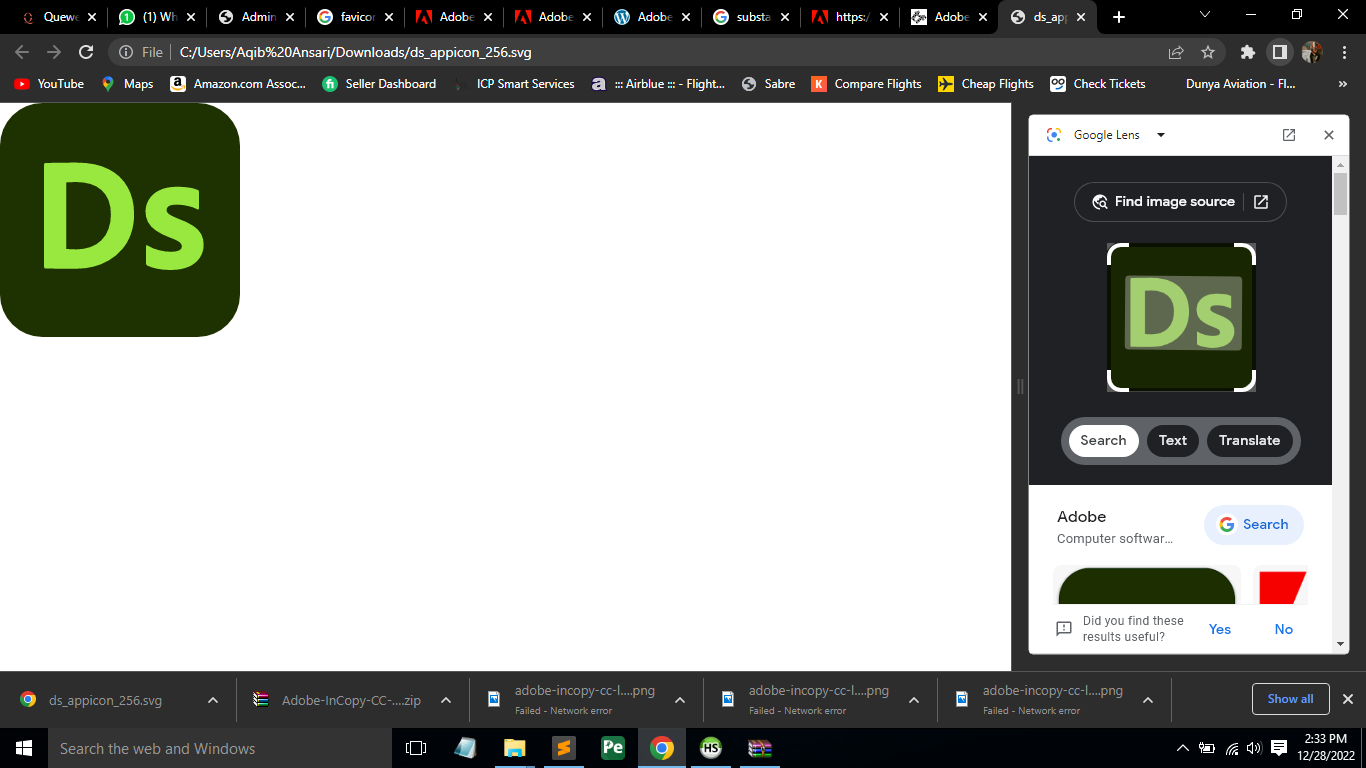 Quewe
(1) Wh
Admin
favicon
Adobe
Adobe
Adobe
substa
https:/
Adobe
ds_app
File
C:/Users/Aqib%20Ansari/Downloads/ds_appicon_256.svg
YouTube
Maps
Amazon.com Assoc...
Seller Dashboard
ICP Smart Services
::: Airblue ::: - Flight...
Sabre
Compare Flights
Cheap Flights
Check Tickets
Dunya Aviation - Fl...
Ds
Google Lens
Find image source
Ds
Search
Text
Translate
Adobe
Computer softwar...
Search
Did you find these
results useful?
Yes
No
ds_appicon_256.svg
Adobe-InCopy-CC-....zip
adobe-incopy-cc-l....png
Failed - Network error
adobe-incopy-cc-l....png
Failed - Network error
adobe-incopy-cc-l....png
Failed - Network error
Show all
Search the web and Windows
Pe
HS
2:33 PM
12/28/2022